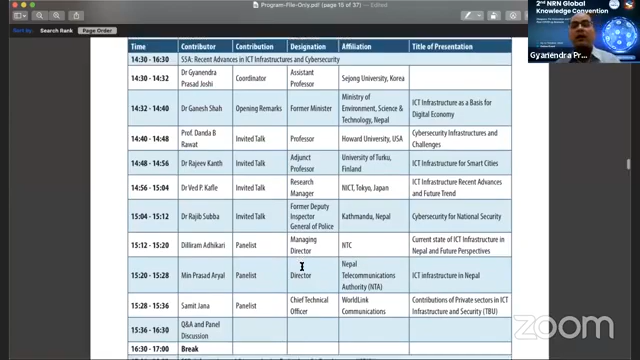 Program-File-Only.pdf (page 15 of 37) — Edited
Sort by: Search Rank Page Order
2nd NRN Global
Knowledge Convention
Gyanendra Pr...
Time Contributor Contribution Designation Affiliation Title of Presentation
14:30 - 16:30 S5A: Recent Advances in ICT Infrastructures and Cybersecurity
14:30 - 14:32 Dr Gyanendra Prasad Joshi Coordinator Assistant Professor Sejong University, Korea
14:32 - 14:40 Dr Ganesh Shah Opening Remarks Former Minister Ministry of Environment, Science & Technology, Nepal ICT Infrastructure as a Basis for Digital Economy
14:40 - 14:48 Prof. Danda B Rawat Invited Talk Professor Howard University, USA Cybersecurity Infrastructures and Challenges
14:48 - 14:56 Dr Rajeev Kanth Invited Talk Adjunct Professor University of Turku, Finland ICT Infrastructure for Smart Cities
14:56 - 15:04 Dr Ved P. Kafle Invited Talk Research Manager NICT, Tokyo, Japan ICT Infrastructure Recent Advances and Future Trend
15:04 - 15:12 Dr Rajib Subba Invited Talk Former Deputy Inspector General of Police Kathmandu, Nepal Cybersecurity for National Security
15:12 - 15:20 Dilliram Adhikari Panelist Managing Director NTC Current state of ICT Infrastructure in Nepal and Future Perspectives
15:20 - 15:28 Min Prasad Aryal Panelist Director Nepal Telecommunications Authority (NTA) ICT infrastructure in Nepal
15:28 - 15:36 Samit Jana Panelist Chief Technical Officer WorldLink Communications Contributions of Private sectors in ICT Infrastructure and Security (TBU)
15:36 - 16:30 Q&A and Panel Discussion
16:30 - 17:00 Break
zoom